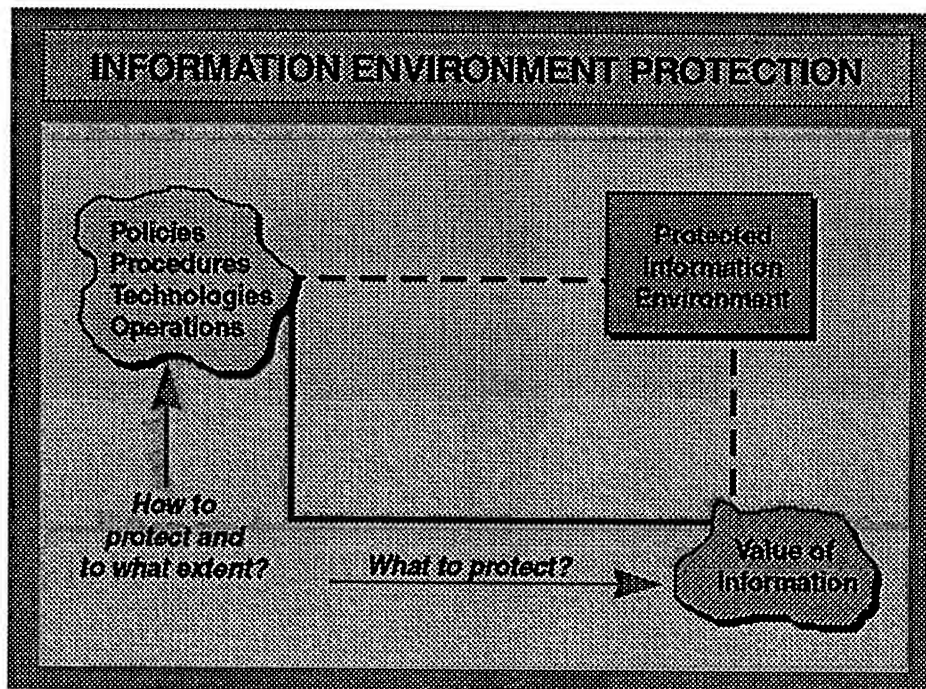 INFORMATION ENVIRONMENT PROTECTION
Policies
Procedures
Technologies
Operations
Protected
Information
Environment
How to
protect and
to what extent?
What to protect?
Value of
Information